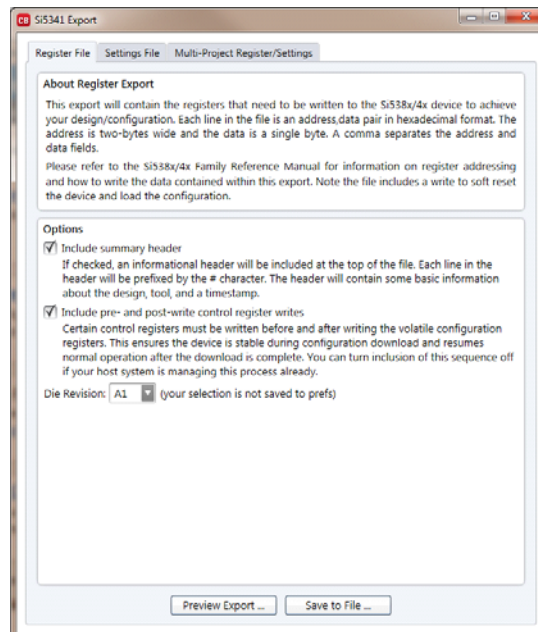 CB Si5341 Export
Register File Settings File Multi-Project Register/Settings
About Register Export
This export will contain the registers that need to be written to the Si538x/4x device to achieve
your design/configuration. Each line in the file is an address,data pair in hexadecimal format. The
address is two-bytes wide and the data is a single byte. A comma separates the address and
data fields.
Please refer to the Si538x/4x Family Reference Manual for information on register addressing
and how to write the data contained within this export. Note the file includes a write to soft reset
the device and load the configuration.
Options
Include summary header
If checked, an informational header will be included at the top of the file. Each line in the
header will be prefixed by the # character. The header will contain some basic information
about the design, tool, and a timestamp.
Include pre- and post-write control register writes
Certain control registers must be written before and after writing the volatile configuration
registers. This ensures the device is stable during configuration download and resumes
normal operation after the download is complete. You can turn inclusion of this sequence off
if your host system is managing this process already.
Die Revision: A1 (your selection is not saved to prefs)
Preview Export ... Save to File ...